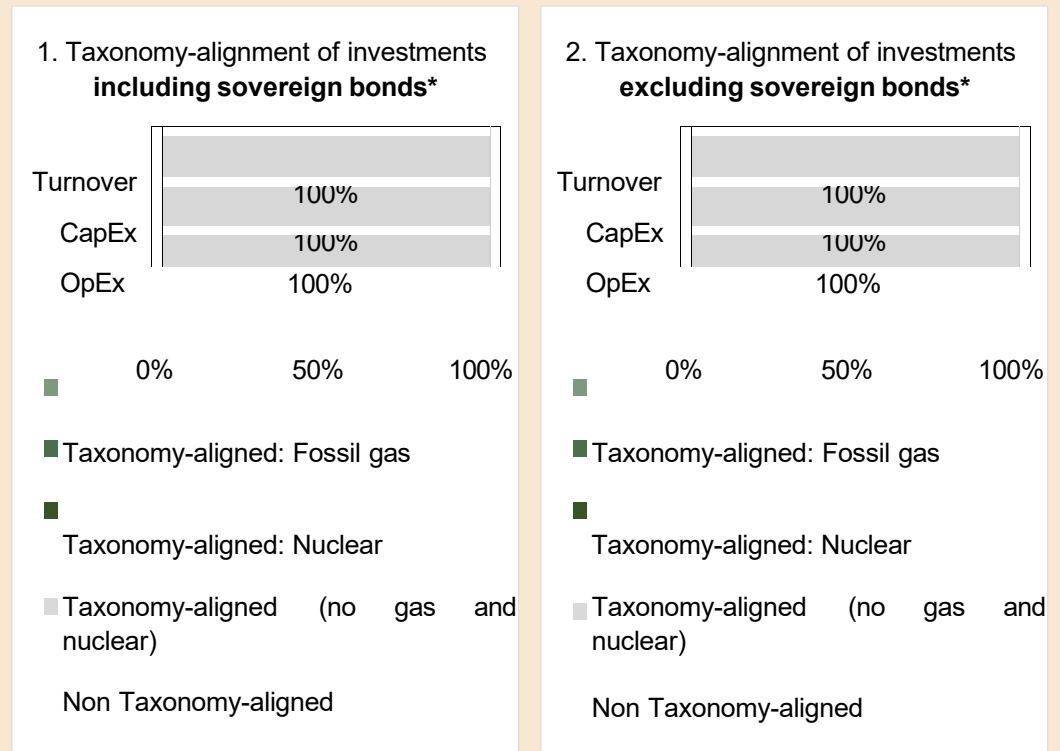 1. Taxonomy-alignment of investments
including sovereign bonds*
Turnover
100%
CapEx
100%
OpEx
100%
0% 50% 100%
Taxonomy-aligned: Fossil gas
Taxonomy-aligned: Nuclear
Taxonomy-aligned (no gas and
nuclear)
Non Taxonomy-aligned
2. Taxonomy-alignment of investments
excluding sovereign bonds*
Turnover
100%
CapEx
100%
OpEx
100%
0% 50% 100%
Taxonomy-aligned: Fossil gas
Taxonomy-aligned: Nuclear
Taxonomy-aligned (no gas and
nuclear)
Non Taxonomy-aligned